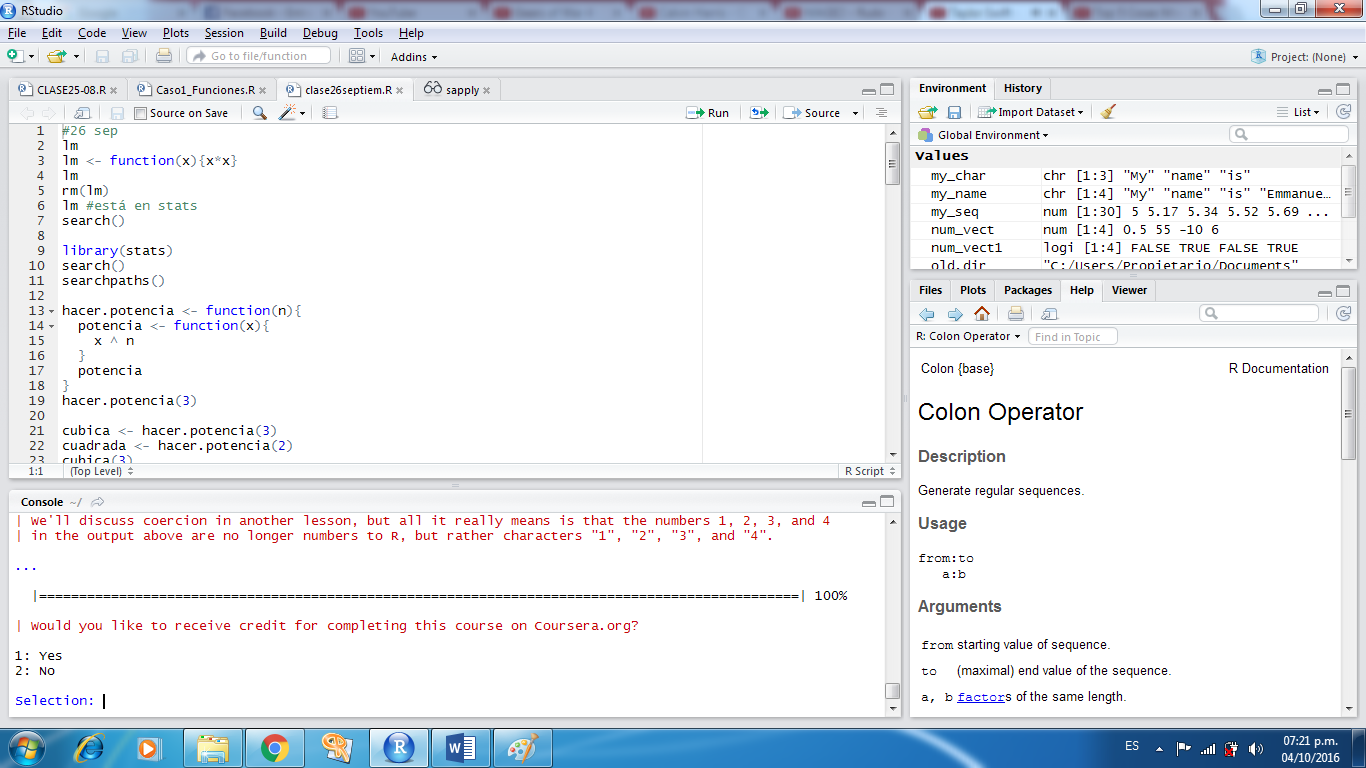 RStudio
File Edit Code View Plots Session Build Debug Tools Help
Go to file/function Addins Project: (None)
CLASE25-08.R Caso1_Funciones.R clase26septiem.R sapply
Source on Save Run Source
1 #26 sep
2 lm
3 lm <- function(x){x*x}
4 lm
5 rm(lm)
6 lm #está en stats
7 search()
8
9 library(stats)
10 search()
11 searchpaths()
12
13 hacer.potencia <- function(n){
14 potencia <- function(x){
15 x ^ n
16 }
17 potencia
18 }
19 hacer.potencia(3)
20
21 cubica <- hacer.potencia(3)
22 cuadrada <- hacer.potencia(2)
23 cubica(3)
1:1 (Top Level) R Script
Console ~/
| We'll discuss coercion in another lesson, but all it really means is that the numbers 1, 2, 3, and 4
| in the output above are no longer numbers to R, but rather characters "1", "2", "3", and "4".
...
|===============================================================================================| 100%
| Would you like to receive credit for completing this course on Coursera.org?
1: Yes
2: No
Selection:
Environment History
Import Dataset List
Global Environment
Values
my_char chr [1:3] "My" "name" "is"
my_name chr [1:4] "My" "name" "is" "Emmanue…
my_seq num [1:30] 5 5.17 5.34 5.52 5.69 ...
num_vect num [1:4] 0.5 55 -10 6
num_vect1 logi [1:4] FALSE TRUE FALSE TRUE
old.dir "C:/Users/Propietario/Documents"
Files Plots Packages Help Viewer
R: Colon Operator Find in Topic
Colon {base} R Documentation
Colon Operator
Description
Generate regular sequences.
Usage
from:to
a:b
Arguments
from starting value of sequence.
to (maximal) end value of the sequence.
a, b factors of the same length.
ES 07:21 p.m.
04/10/2016